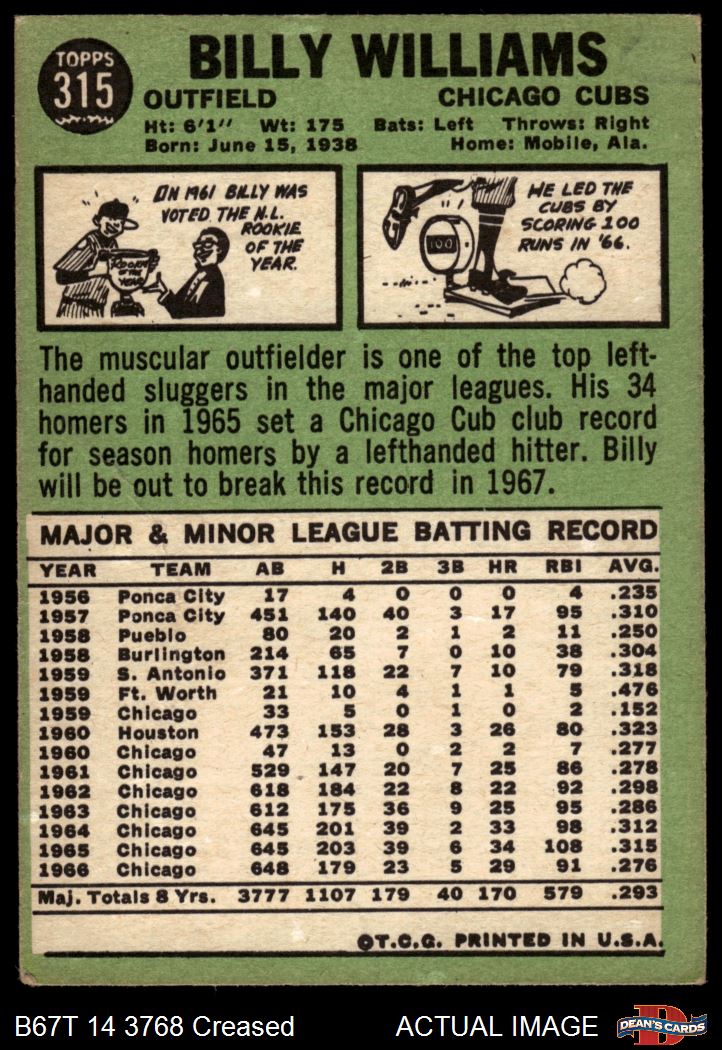 TOPPS
315
BILLY WILLIAMS
OUTFIELD CHICAGO CUBS
Ht: 6'1" Wt: 175 Bats: Left Throws: Right
Born: June 15, 1938 Home: Mobile, Ala.
IN 1961 BILLY WAS
VOTED THE N.L.
ROOKIE
OF THE
YEAR.
ROOKIE
OF THE
YEAR
HE LED THE
CUBS BY
SCORING 100
RUNS IN '66.
100
The muscular outfielder is one of the top left-
handed sluggers in the major leagues. His 34
homers in 1965 set a Chicago Cub club record
for season homers by a lefthanded hitter. Billy
will be out to break this record in 1967.
MAJOR & MINOR LEAGUE BATTING RECORD
YEAR TEAM AB H 2B 3B HR RBI AVG.
1956 Ponca City 17 4 0 0 0 4 .235
1957 Ponca City 451 140 40 3 17 95 .310
1958 Pueblo 80 20 2 1 2 11 .250
1958 Burlington 214 65 7 0 10 38 .304
1959 S. Antonio 371 118 22 7 10 79 .318
1959 Ft. Worth 21 10 4 1 1 5 .476
1959 Chicago 33 5 0 1 0 2 .152
1960 Houston 473 153 28 3 26 80 .323
1960 Chicago 47 13 0 2 2 7 .277
1961 Chicago 529 147 20 7 25 86 .278
1962 Chicago 618 184 22 8 22 92 .298
1963 Chicago 612 175 36 9 25 95 .286
1964 Chicago 645 201 39 2 33 98 .312
1965 Chicago 645 203 39 6 34 108 .315
1966 Chicago 648 179 23 5 29 91 .276
Maj. Totals 8 Yrs. 3777 1107 179 40 170 579 .293
©T.C.G. PRINTED IN U.S.A.
B67T 14 3768 Creased ACTUAL IMAGE
DEAN'S CARDS